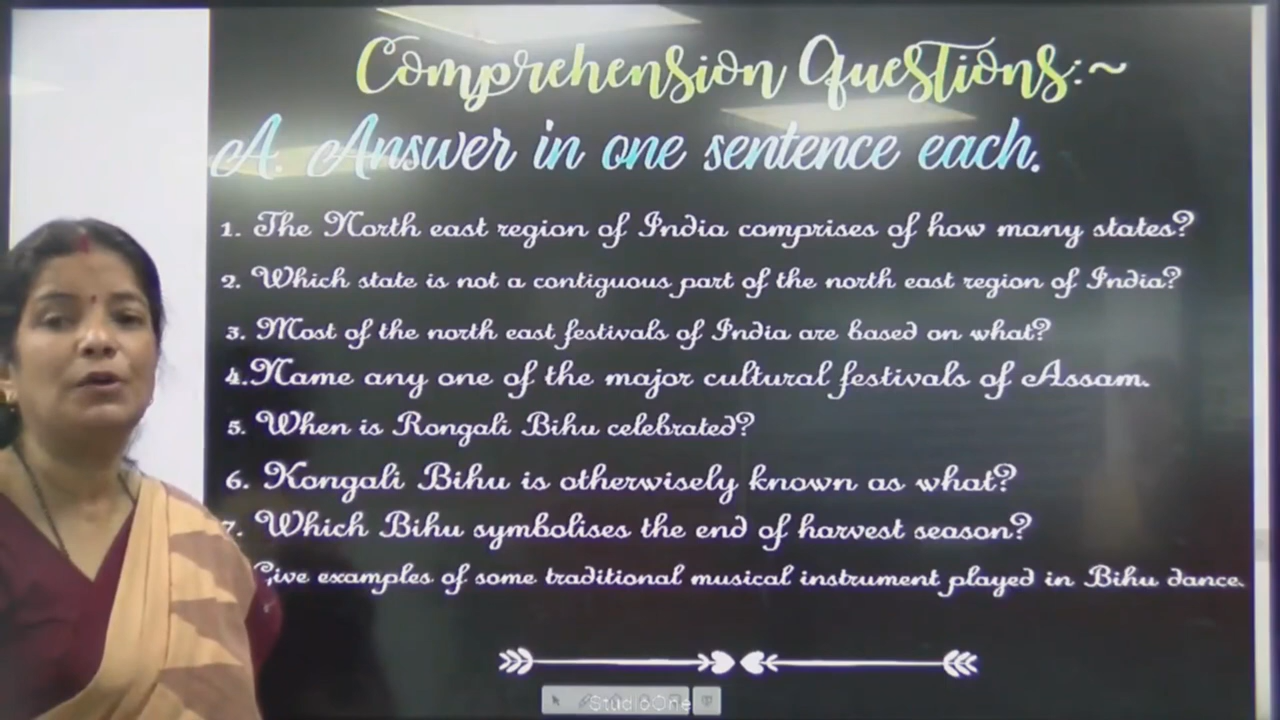 Comprehension Questions:~
A. Answer in one sentence each.
1. The North east region of India comprises of how many states?
2. Which state is not a contiguous part of the north east region of India?
3. Most of the north east festivals of India are based on what?
4.Name any one of the major cultural festivals of Assam.
5. When is Rongali Bihu celebrated?
6. Kongali Bihu is otherwisely known as what?
7. Which Bihu symbolises the end of harvest season?
Give examples of some traditional musical instrument played in Bihu dance.
StudioOne